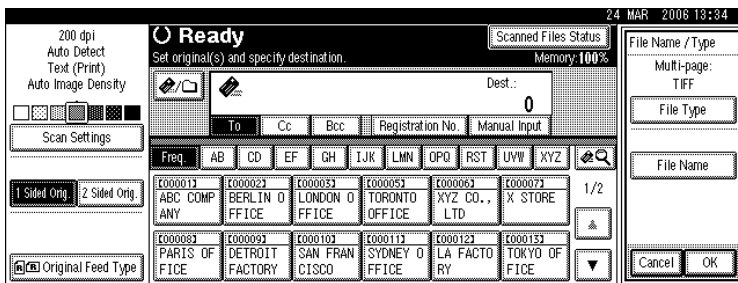 24 MAR 2006 13:34
200 dpi
Auto Detect
Text (Print)
Auto Image Density
Scan Settings
1 Sided Orig.
2 Sided Orig.
Original Feed Type
Ready
Scanned Files Status
Set original(s) and specify destination.
Memory:100%
Dest.:
0
To
Cc
Bcc
Registration No.
Manual Input
Freq.
AB
CD
EF
GH
IJK
LMN
OPQ
RST
UVW
XYZ
[00001]
ABC COMP
ANY
[00002]
BERLIN O
FFICE
[00003]
LONDON O
FFICE
[00005]
TORONTO
OFFICE
[00006]
XYZ CO.,
LTD
[00007]
X STORE
1/2
[00008]
PARIS OF
FICE
[00009]
DETROIT
FACTORY
[00010]
SAN FRAN
CISCO
[00011]
SYDNEY O
FFICE
[00012]
LA FACTO
RY
[00013]
TOKYO OF
FICE
File Name / Type
Multi-page:
TIFF
File Type
File Name
Cancel
OK